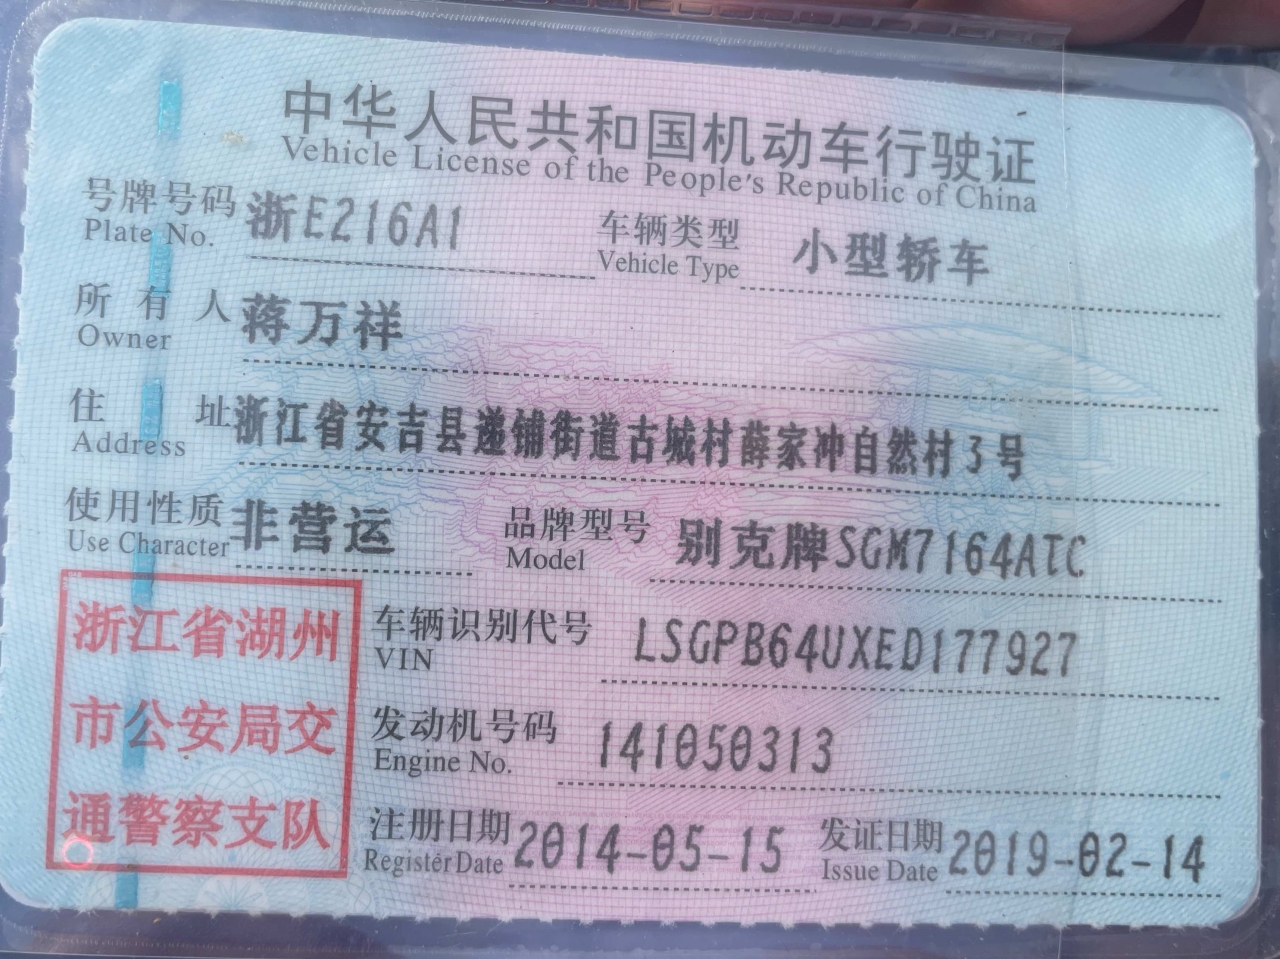 中华人民共和国机动车行驶证
Vehicle License of the People's Republic of China
号牌号码 浙E216A1 车辆类型 小型轿车
Plate No. Vehicle Type
所有人 蒋万祥
Owner
住址 浙江省安吉县递铺街道古城村薛家冲自然村3号
Address
使用性质 非营运 品牌型号 别克牌SGM7164ATC
Use Character Model
浙江省湖州
市公安局交
通警察支队
车辆识别代号 LSGPB64UXED177927
VIN
发动机号码 141050313
Engine No.
注册日期 2014-05-15 发证日期 2019-02-14
Register Date Issue Date